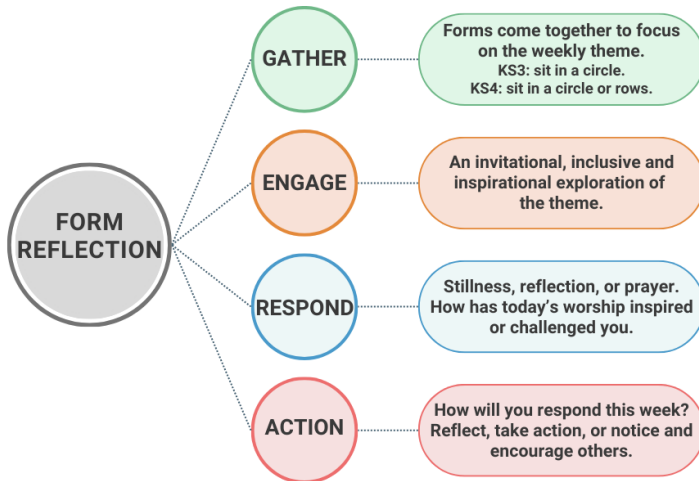 FORM
REFLECTION
GATHER
Forms come together to focus
on the weekly theme.
KS3: sit in a circle.
KS4: sit in a circle or rows.
ENGAGE
An invitational, inclusive and
inspirational exploration of
the theme.
RESPOND
Stillness, reflection, or prayer.
How has today’s worship inspired
or challenged you.
ACTION
How will you respond this week?
Reflect, take action, or notice and
encourage others.